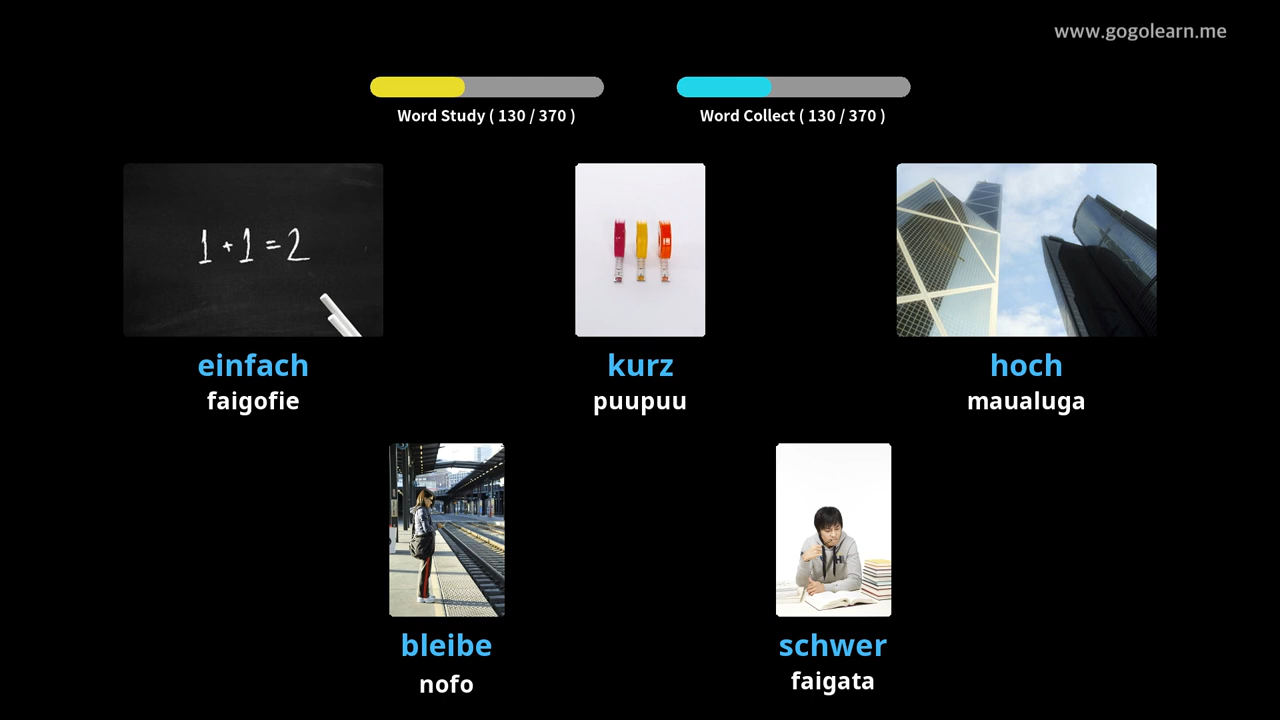 www.gogolearn.me
Word Study ( 130 / 370 )
Word Collect ( 130 / 370 )
1 + 1 = 2
einfach
faigofie
kurz
puupuu
hoch
maualuga
bleibe
nofo
schwer
faigata